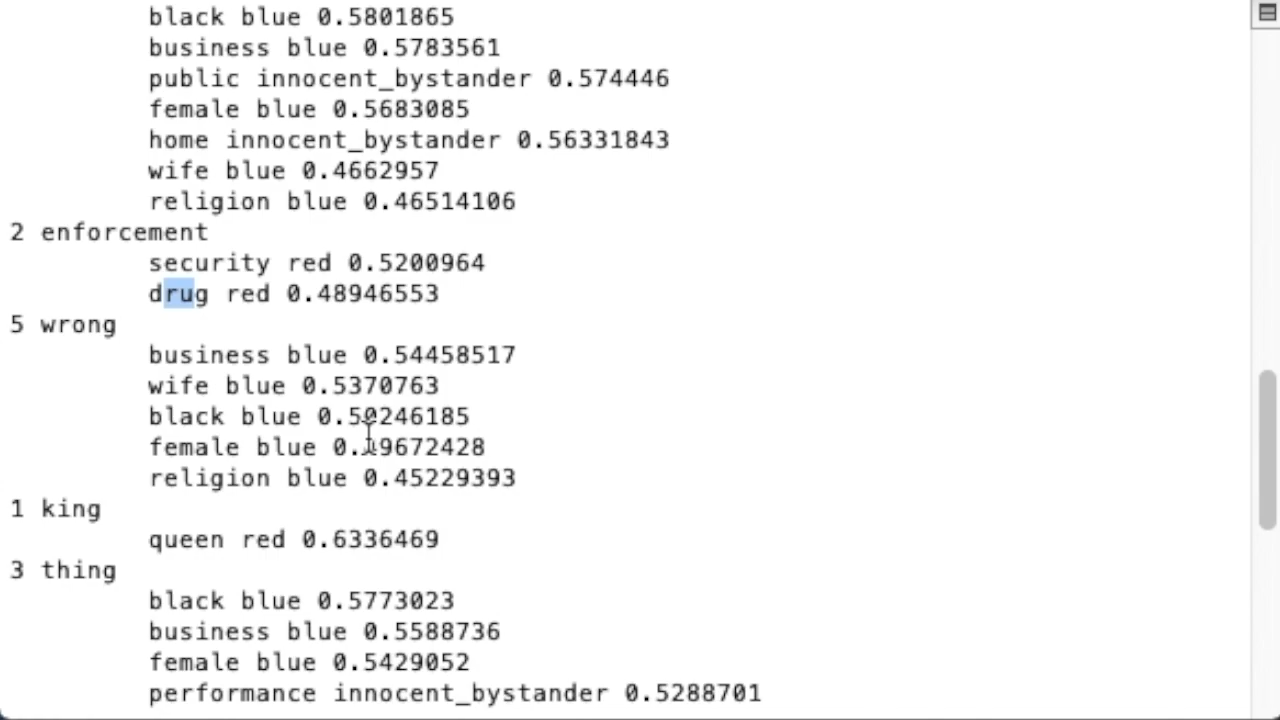 black blue 0.5801865
business blue 0.5783561
public innocent_bystander 0.574446
female blue 0.5683085
home innocent_bystander 0.56331843
wife blue 0.4662957
religion blue 0.46514106
2 enforcement
security red 0.5200964
drug red 0.48946553
5 wrong
business blue 0.54458517
wife blue 0.5370763
black blue 0.50246185
female blue 0.49672428
religion blue 0.45229393
1 king
queen red 0.6336469
3 thing
black blue 0.5773023
business blue 0.5588736
female blue 0.5429052
performance innocent_bystander 0.5288701